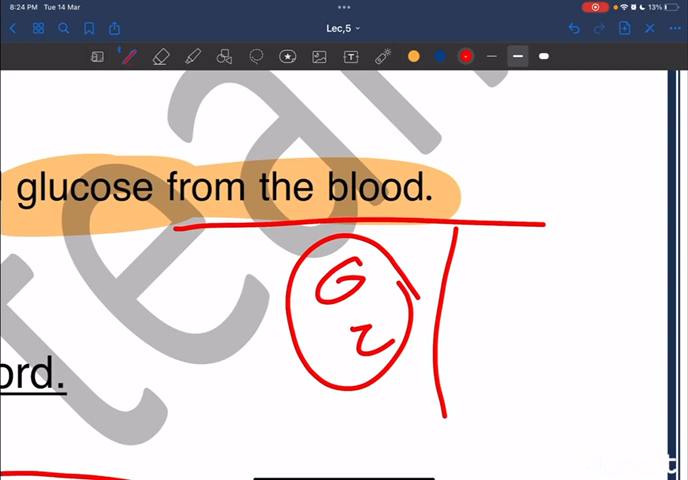 8:24 PM Tue 14 Mar
13%
Lec,5
glucose from the blood.
G
ord.